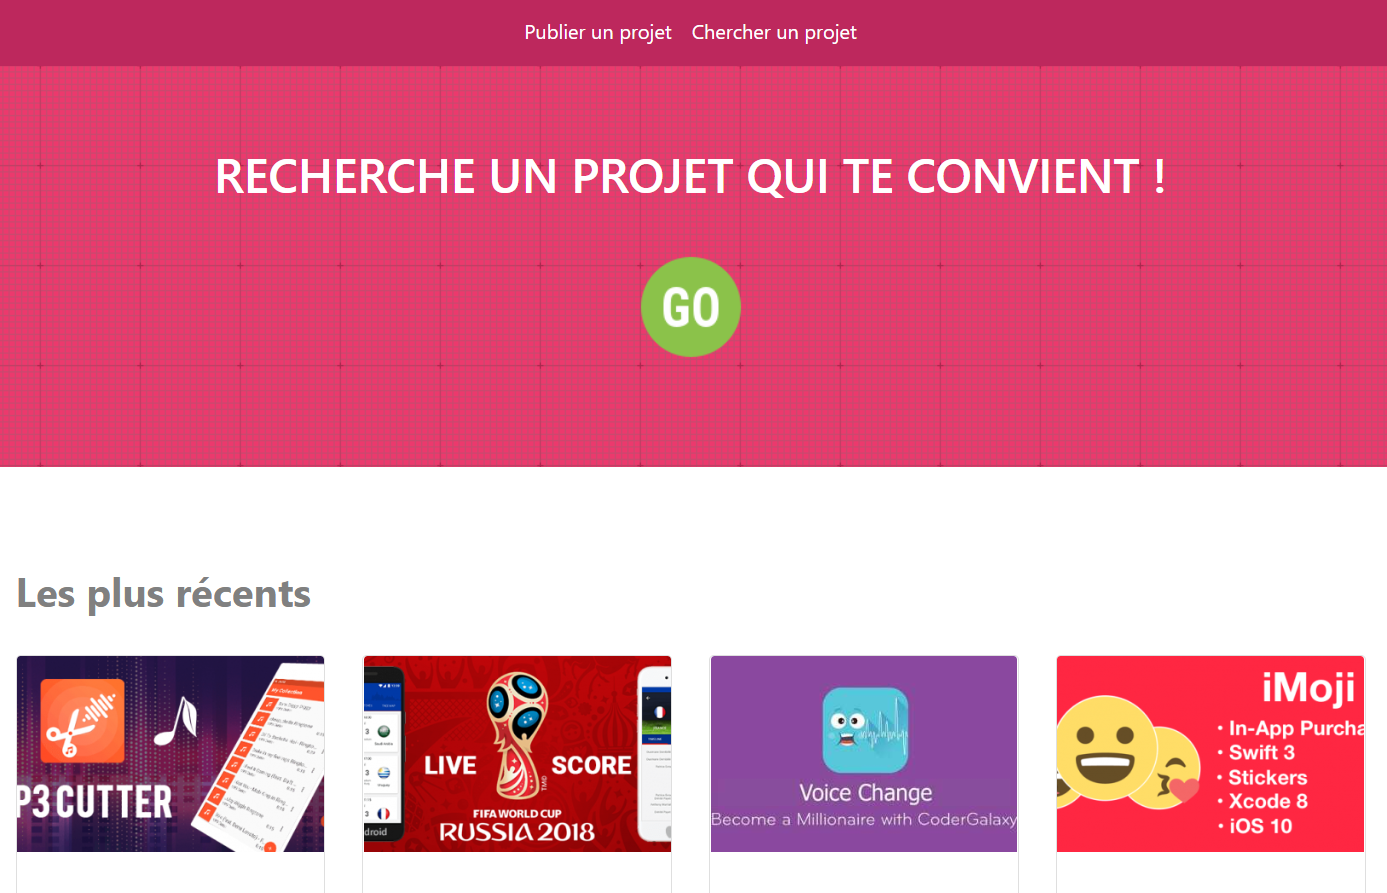 Publier un projet Chercher un projet
RECHERCHE UN PROJET QUI TE CONVIENT !
GO
Les plus récents
My Collection
P3 CUTTER
LIVE SCORE
FIFA WORLD CUP
RUSSIA 2018
droid
Voice Change
Become a Millionaire with CoderGalaxy
iMoji
• In-App Purcha
• Swift 3
• Stickers
• Xcode 8
• iOS 10